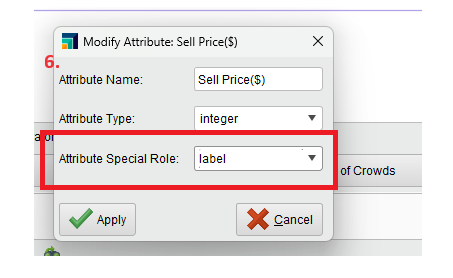 Modify Attribute: Sell Price($)
6.
Attribute Name: Sell Price($)
Attribute Type: integer
Attribute Special Role: label
of Crowds
Apply Cancel